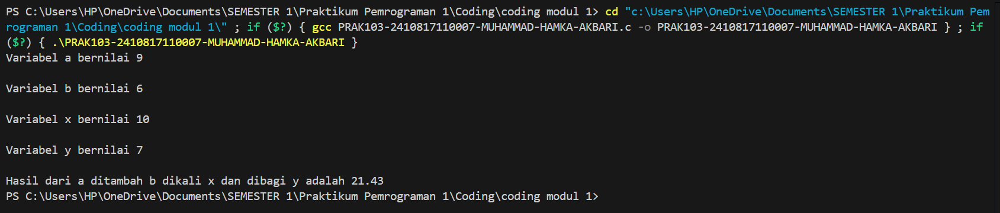 PS C:\Users\HP\OneDrive\Documents\SEMESTER 1\Praktikum Pemrograman 1\Coding\coding modul 1> cd "c:\Users\HP\OneDrive\Documents\SEMESTER 1\Praktikum Pem
rograman 1\Coding\coding modul 1\" ; if ($?) { gcc PRAK103-2410817110007-MUHAMMAD-HAMKA-AKBARI.c -o PRAK103-2410817110007-MUHAMMAD-HAMKA-AKBARI } ; if
($?) { .\PRAK103-2410817110007-MUHAMMAD-HAMKA-AKBARI }
Variabel a bernilai 9
Variabel b bernilai 6
Variabel x bernilai 10
Variabel y bernilai 7
Hasil dari a ditambah b dikali x dan dibagi y adalah 21.43
PS C:\Users\HP\OneDrive\Documents\SEMESTER 1\Praktikum Pemrograman 1\Coding\coding modul 1>